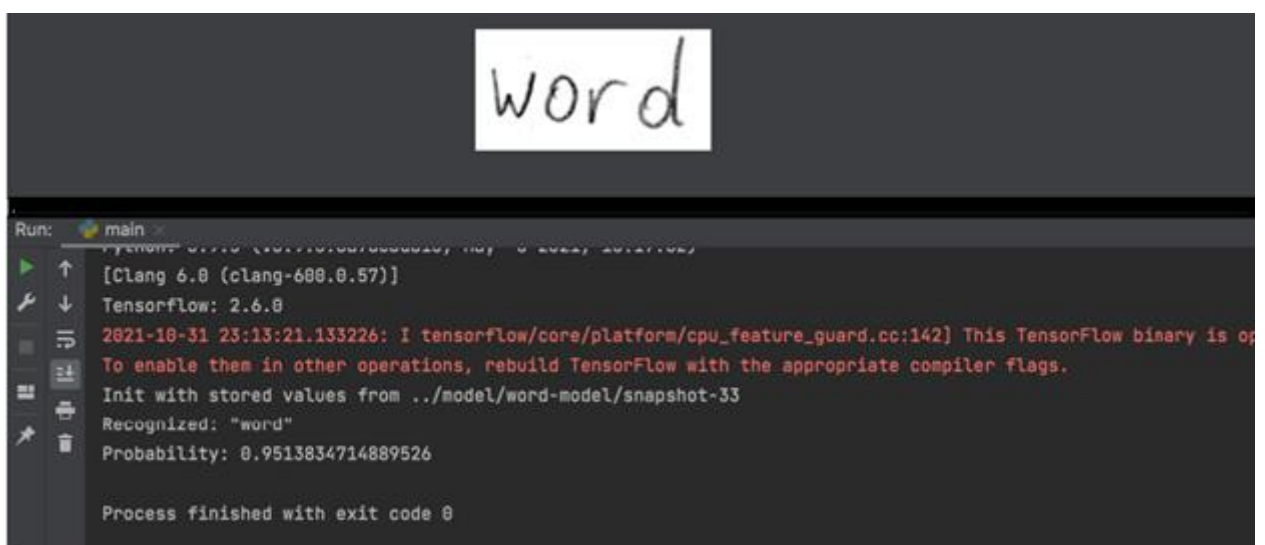 word
Run: main
[Clang 6.0 (clang-600.0.57)]
Tensorflow: 2.6.0
2021-10-31 23:13:21.133226: I tensorflow/core/platform/cpu_feature_guard.cc:142] This TensorFlow binary is op
To enable them in other operations, rebuild TensorFlow with the appropriate compiler flags.
Init with stored values from ../model/word-model/snapshot-33
Recognized: "word"
Probability: 0.9513834714889526
Process finished with exit code 0